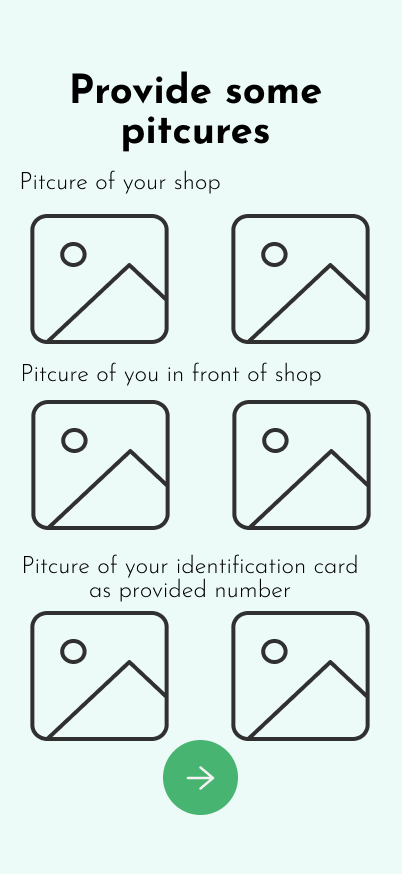 Provide some
pitcures
Pitcure of your shop
Pitcure of you in front of shop
Pitcure of your identification card
as provided number